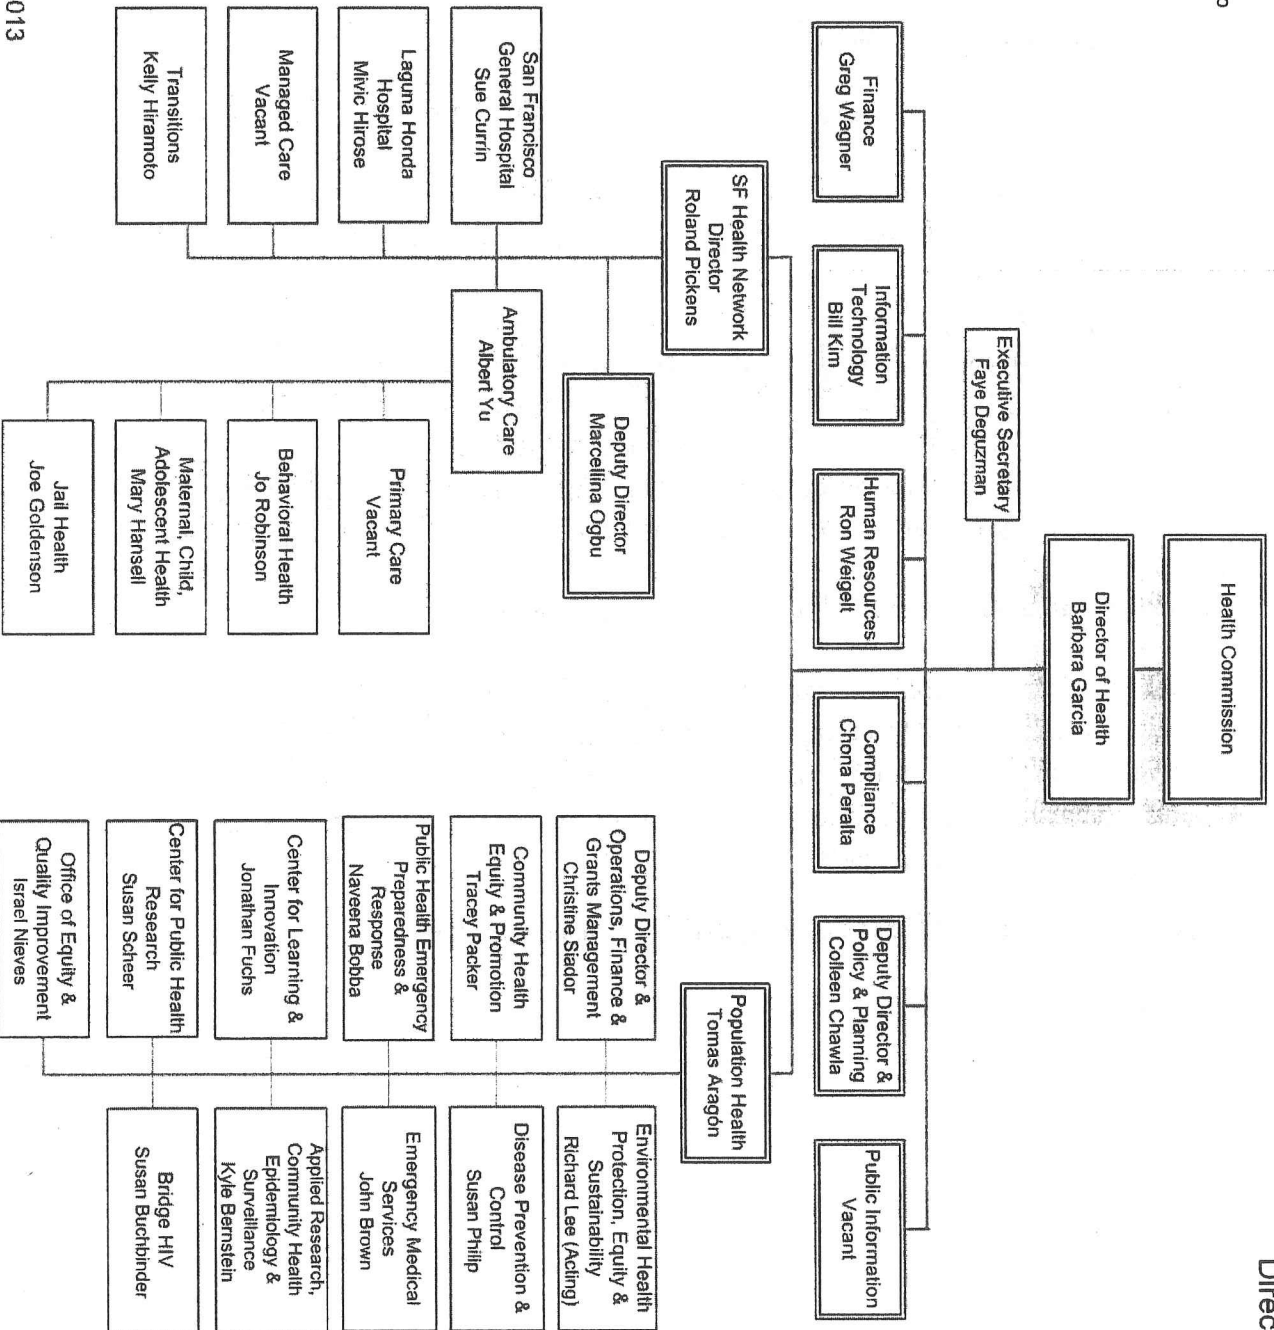 Direc
Health Commission
Director of Health
Barbara Garcia
Executive Secretary
Faye Deguzman
Finance
Greg Wagner
Information
Technology
Bill Kim
Human Resources
Ron Weigelt
Compliance
Chona Peralta
Deputy Director &
Policy & Planning
Colleen Chawla
Public Information
Vacant
SF Health Network
Director
Roland Pickens
Population Health
Tomas Aragón
Deputy Director
Marcellina Ogbu
San Francisco
General Hospital
Sue Currin
Laguna Honda
Hospital
Mivic Hirose
Managed Care
Vacant
Transitions
Kelly Hiramoto
Ambulatory Care
Albert Yu
Primary Care
Vacant
Behavioral Health
Jo Robinson
Maternal, Child,
Adolescent Health
Mary Hansell
Jail Health
Joe Goldenson
Deputy Director &
Operations, Finance &
Grants Management
Christine Siador
Environmental Health
Protection, Equity &
Sustainability
Richard Lee (Acting)
Community Health
Equity & Promotion
Tracey Packer
Disease Prevention &
Control
Susan Philip
Public Health Emergency
Preparedness &
Response
Naveena Bobba
Emergency Medical
Services
John Brown
Center for Learning &
Innovation
Jonathan Fuchs
Applied Research,
Community Health
Epidemiology &
Surveillance
Kyle Bernstein
Center for Public Health
Research
Susan Scheer
Bridge HIV
Susan Buchbinder
Office of Equity &
Quality Improvement
Israel Nieves
013